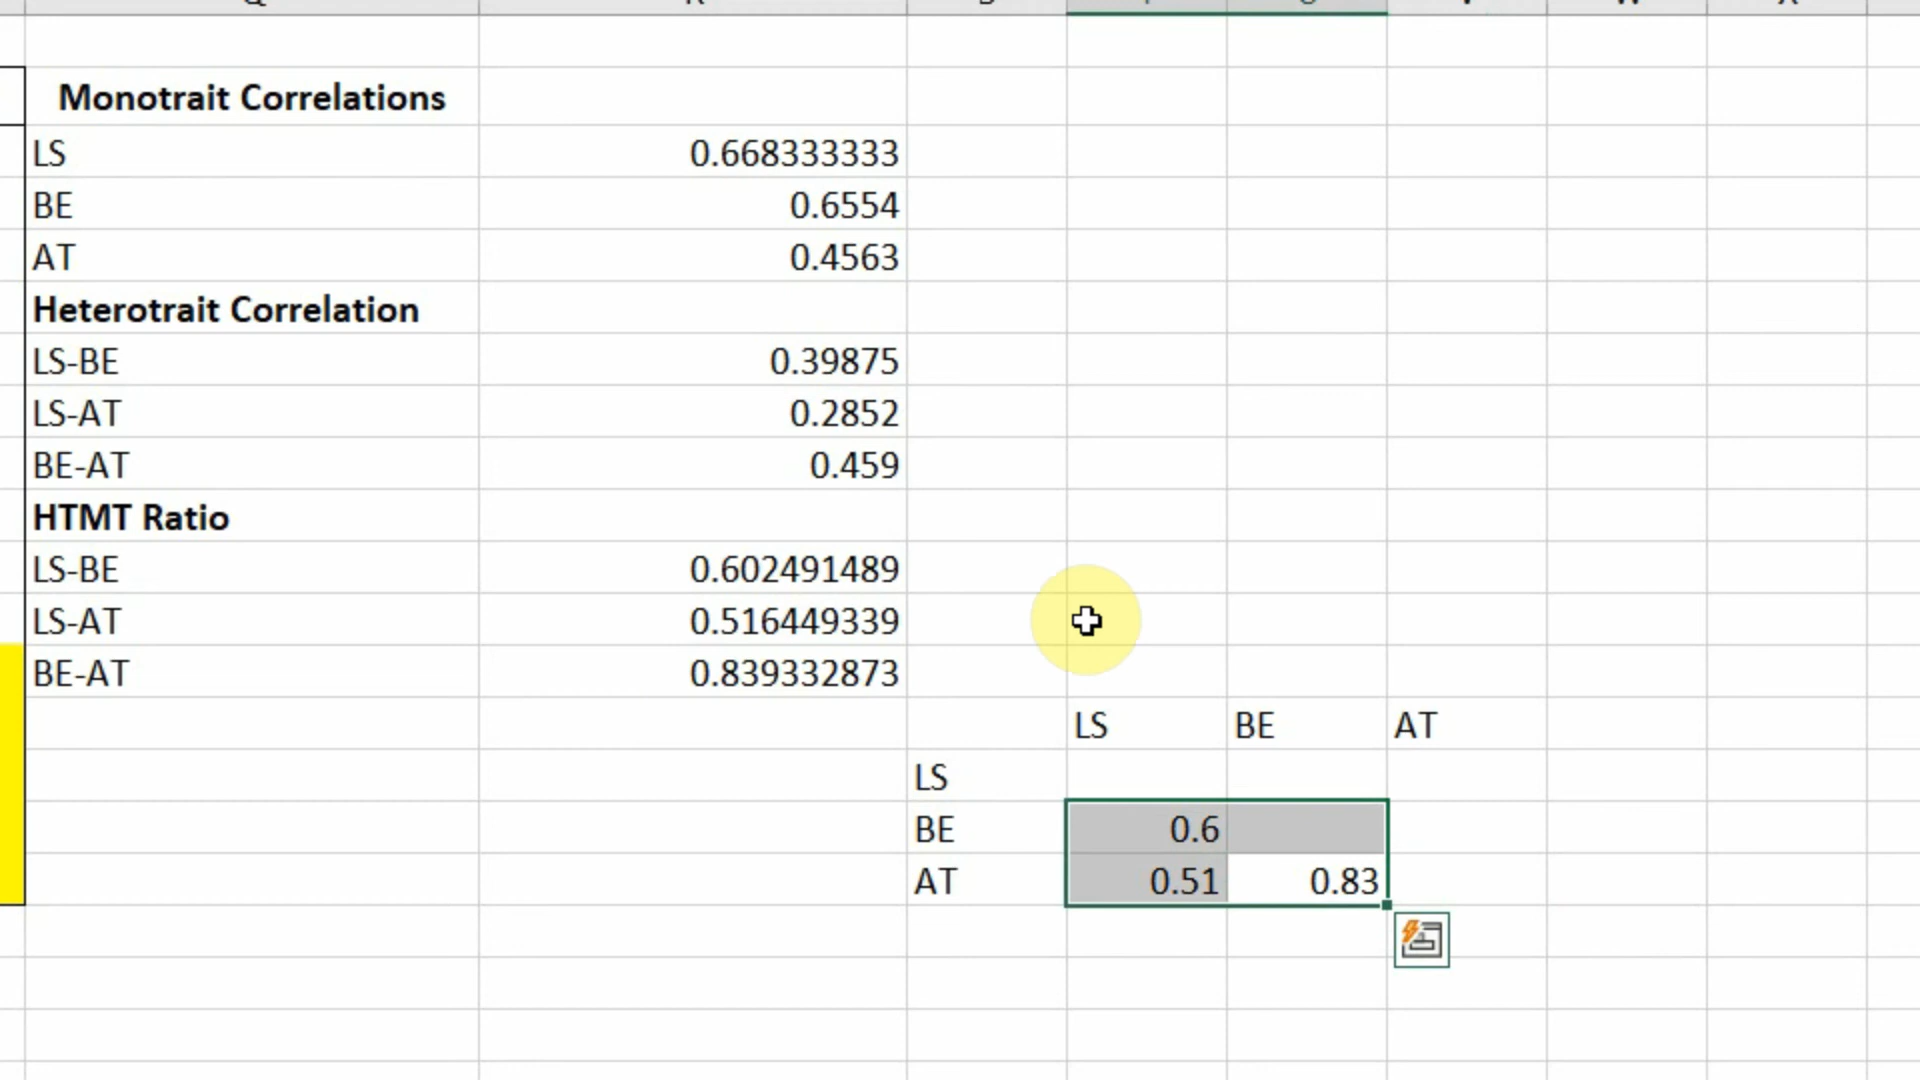 Monotrait Correlations
LS 0.668333333
BE 0.6554
AT 0.4563
Heterotrait Correlation
LS-BE 0.39875
LS-AT 0.2852
BE-AT 0.459
HTMT Ratio
LS-BE 0.602491489
LS-AT 0.516449339
BE-AT 0.839332873
LS BE AT
LS
BE 0.6
AT 0.51 0.83